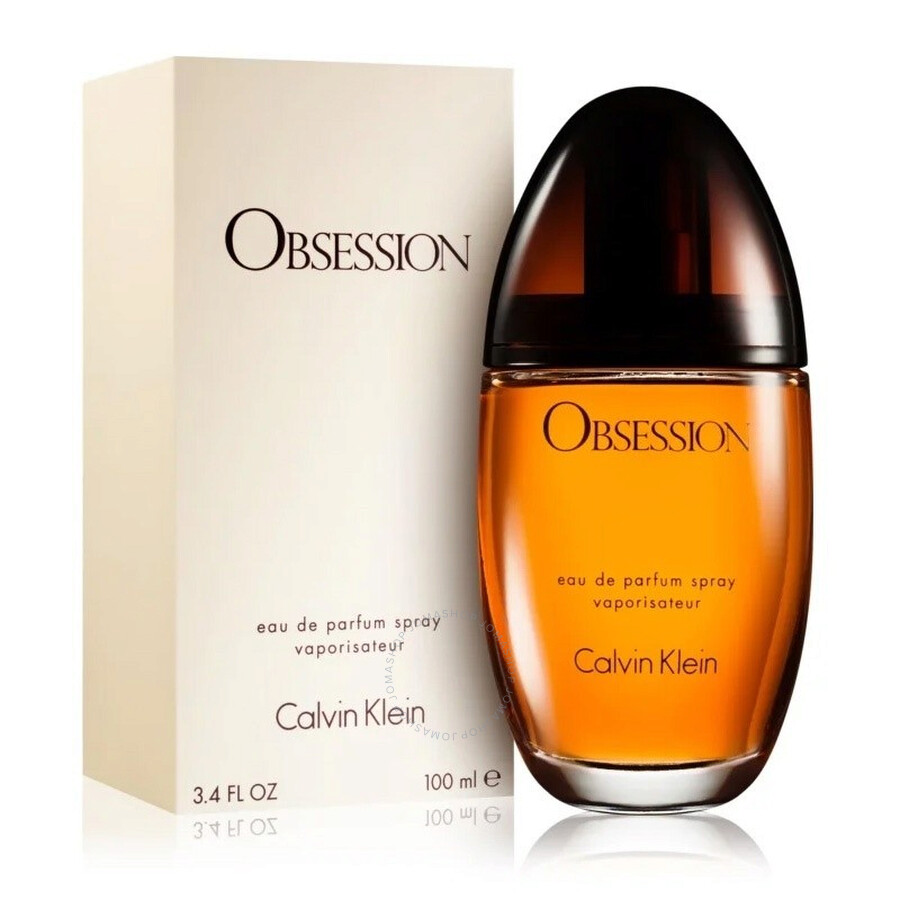 OBSESSION
eau de parfum spray
vaporisateur
Calvin Klein
3.4 FL OZ
100 ml ℮
OBSESSION
eau de parfum spray
vaporisateur
Calvin Klein
JOMASHOP